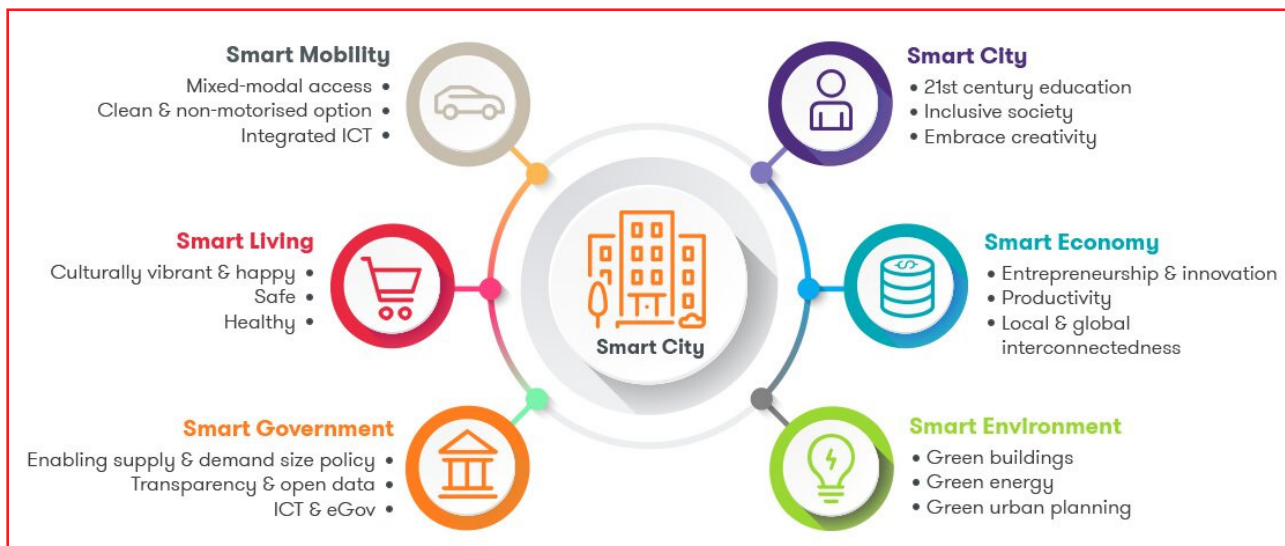 Smart Mobility
Mixed-modal access •
Clean & non-motorised option •
Integrated ICT •
Smart City
• 21st century education
• Inclusive society
• Embrace creativity
Smart Living
Culturally vibrant & happy •
Safe •
Healthy •
Smart City
Smart Economy
• Entrepreneurship & innovation
• Productivity
• Local & global
interconnectedness
Smart Government
Enabling supply & demand size policy •
Transparency & open data •
ICT & eGov •
Smart Environment
• Green buildings
• Green energy
• Green urban planning